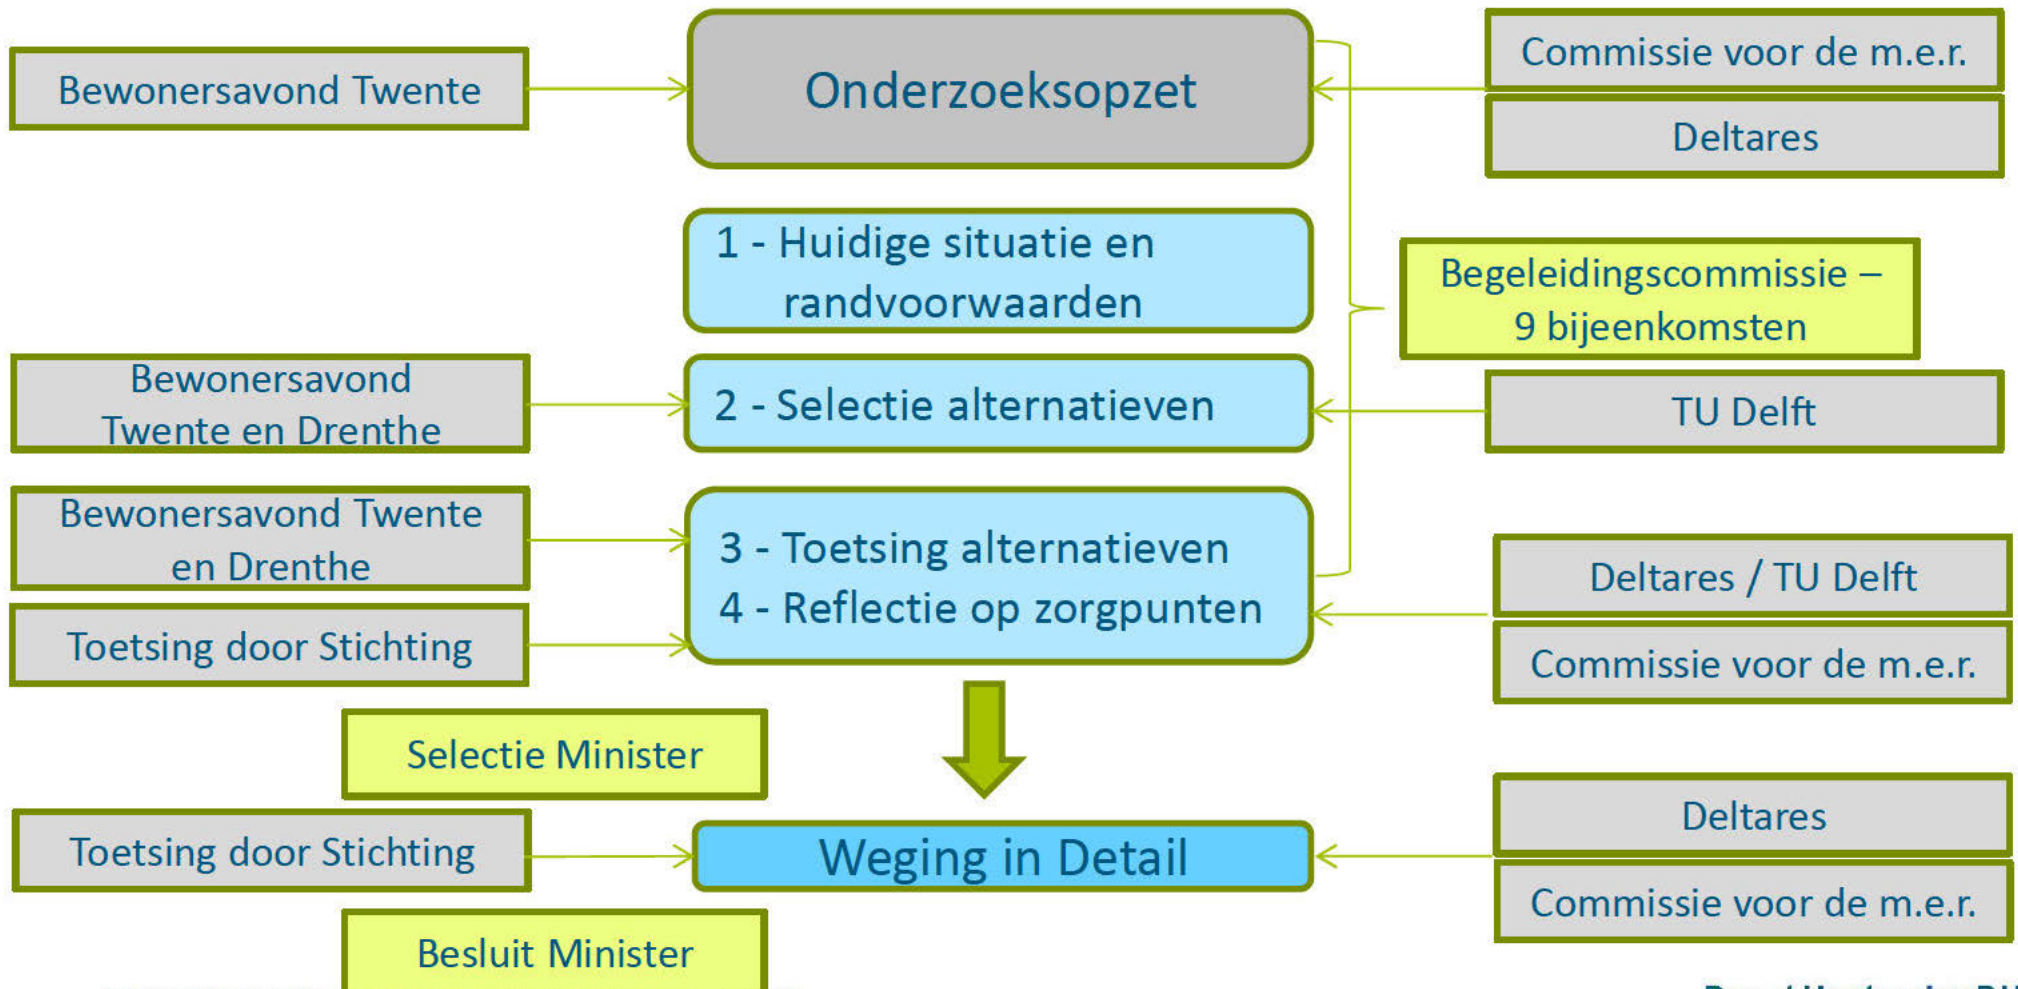 Bewonersavond Twente
Onderzoeksopzet
Commissie voor de m.e.r.
Deltares
1 - Huidige situatie en
randvoorwaarden
Begeleidingscommissie –
9 bijeenkomsten
Bewonersavond
Twente en Drenthe
2 - Selectie alternatieven
TU Delft
Bewonersavond Twente
en Drenthe
Toetsing door Stichting
3 - Toetsing alternatieven
4 - Reflectie op zorgpunten
Deltares / TU Delft
Commissie voor de m.e.r.
Selectie Minister
Toetsing door Stichting
Weging in Detail
Deltares
Commissie voor de m.e.r.
Besluit Minister